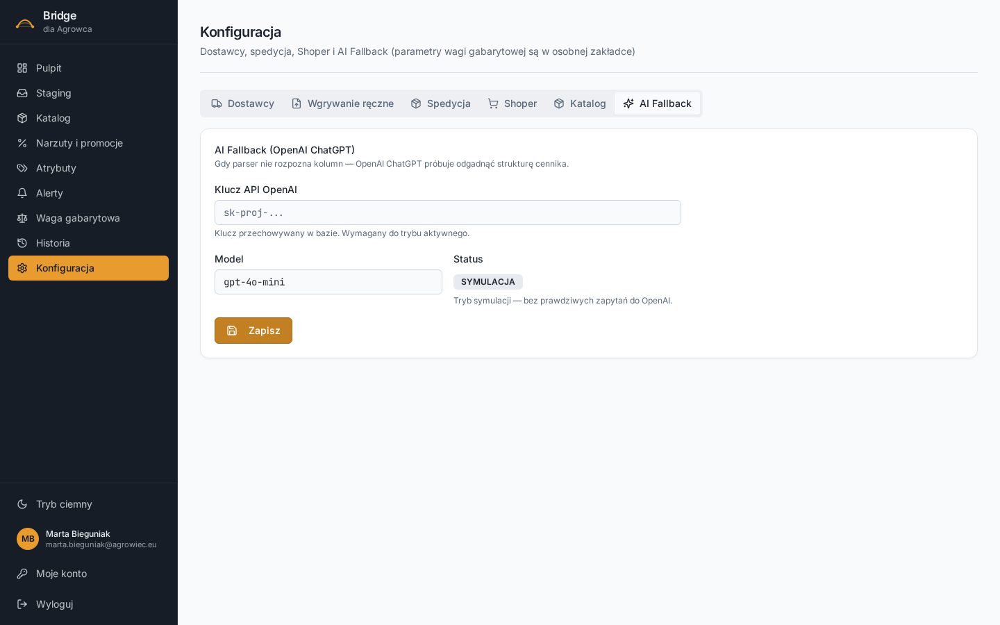 Bridge
dla Agrowca
Pulpit
Staging
Katalog
Narzuty i promocje
Atrybuty
Alerty
Waga gabarytowa
Historia
Konfiguracja
Tryb ciemny
MB
Marta Bieguniak
marta.bieguniak@agrowiec.eu
Moje konto
Wyloguj
Konfiguracja
Dostawcy, spedycja, Shoper i AI Fallback (parametry wagi gabarytowej są w osobnej zakładce)
Dostawcy Wgrywanie ręczne Spedycja Shoper Katalog AI Fallback
AI Fallback (OpenAI ChatGPT)
Gdy parser nie rozpozna kolumn — OpenAI ChatGPT próbuje odgadnąć strukturę cennika.
Klucz API OpenAI
sk-proj-...
Klucz przechowywany w bazie. Wymagany do trybu aktywnego.
Model
gpt-4o-mini
Status
SYMULACJA
Tryb symulacji — bez prawdziwych zapytań do OpenAI.
Zapisz